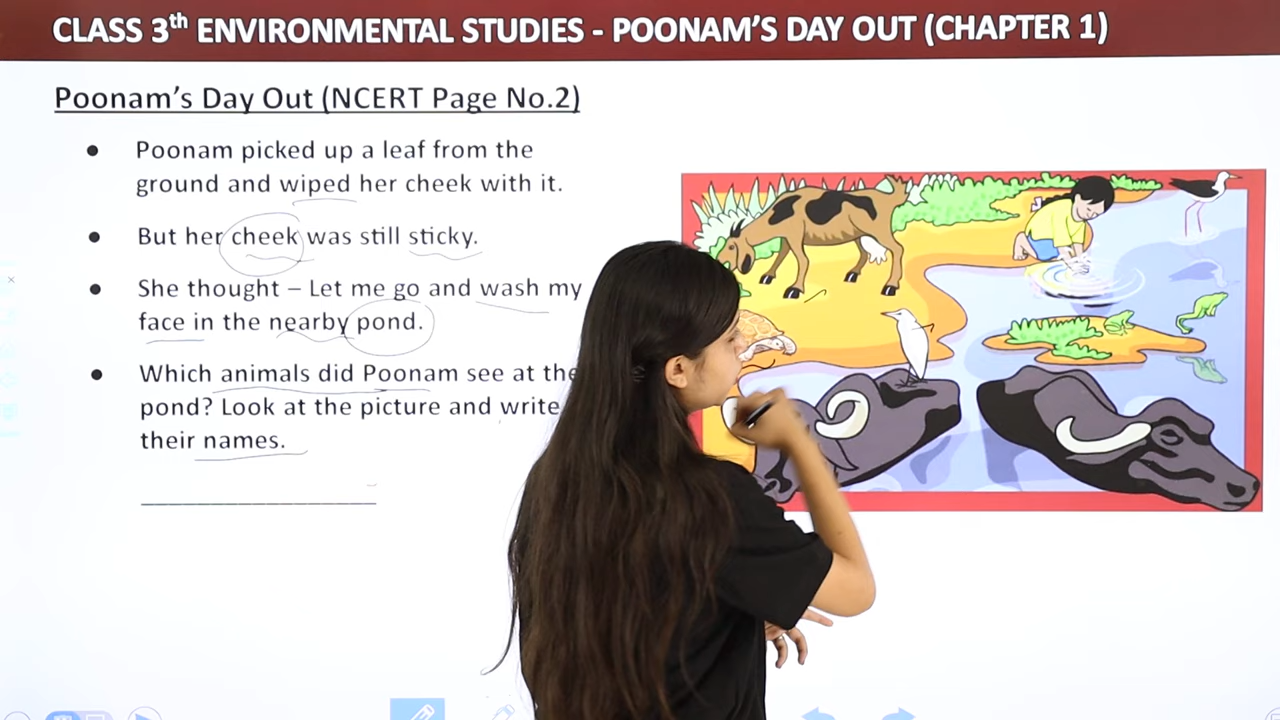 CLASS 3th ENVIRONMENTAL STUDIES - POONAM'S DAY OUT (CHAPTER 1)
Poonam's Day Out (NCERT Page No.2)
● Poonam picked up a leaf from the
ground and wiped her cheek with it.
● But her cheek was still sticky.
● She thought – Let me go and wash my
face in the nearby pond.
● Which animals did Poonam see at the
pond? Look at the picture and write
their names.